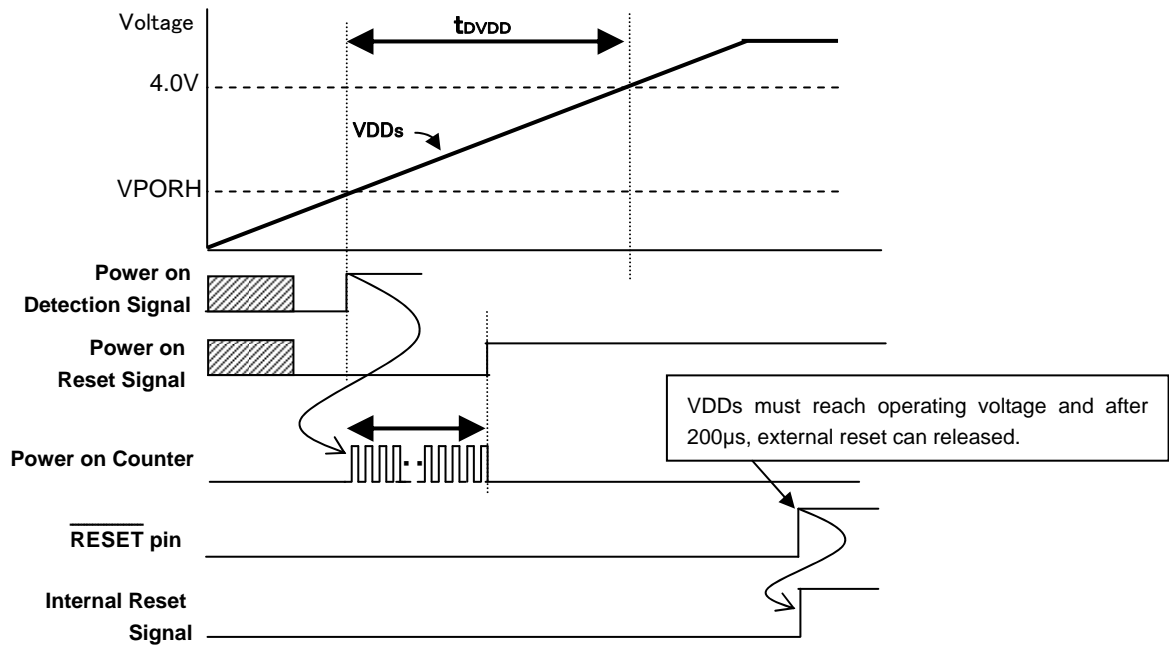 Voltage
tDVDD
4.0V
VDDs
VPORH
Power on
Detection Signal
Power on
Reset Signal
VDDs must reach operating voltage and after
200µs, external reset can released.
Power on Counter
RESET pin
Internal Reset
Signal